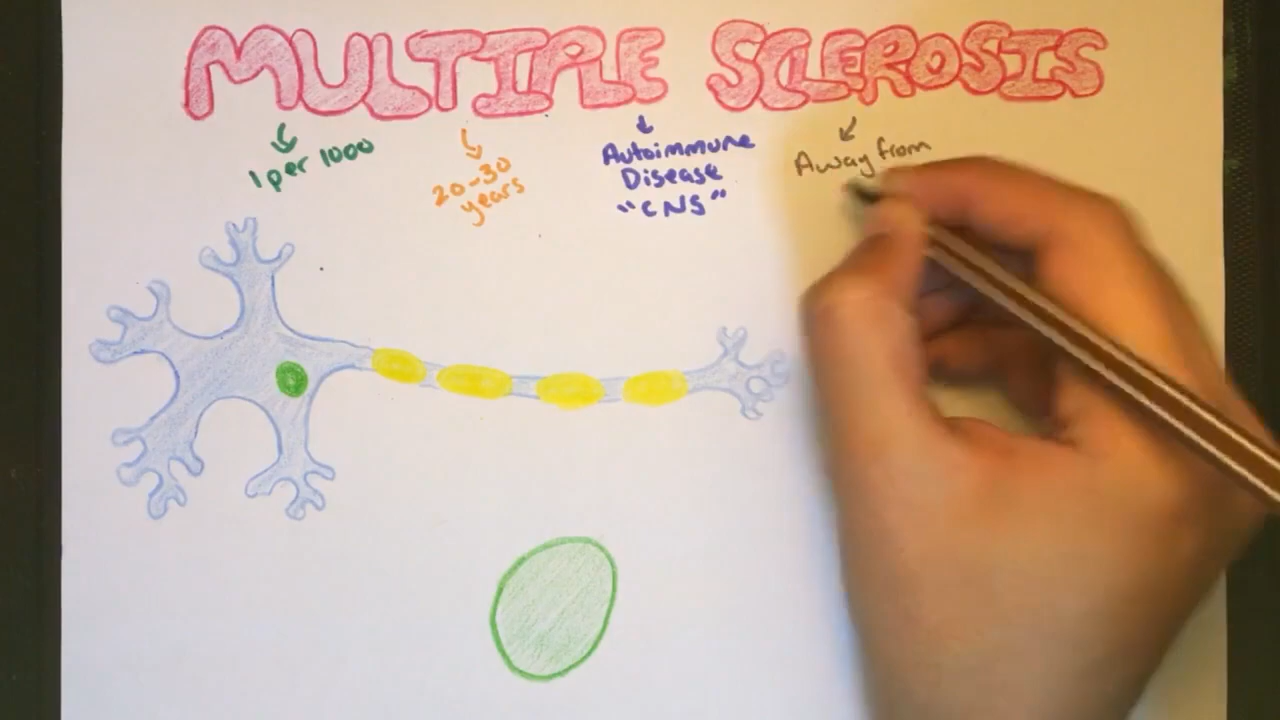 MULTIPLE SCLEROSIS
1 per 1000
20-30
years
Autoimmune
Disease
"CNS"
Away from